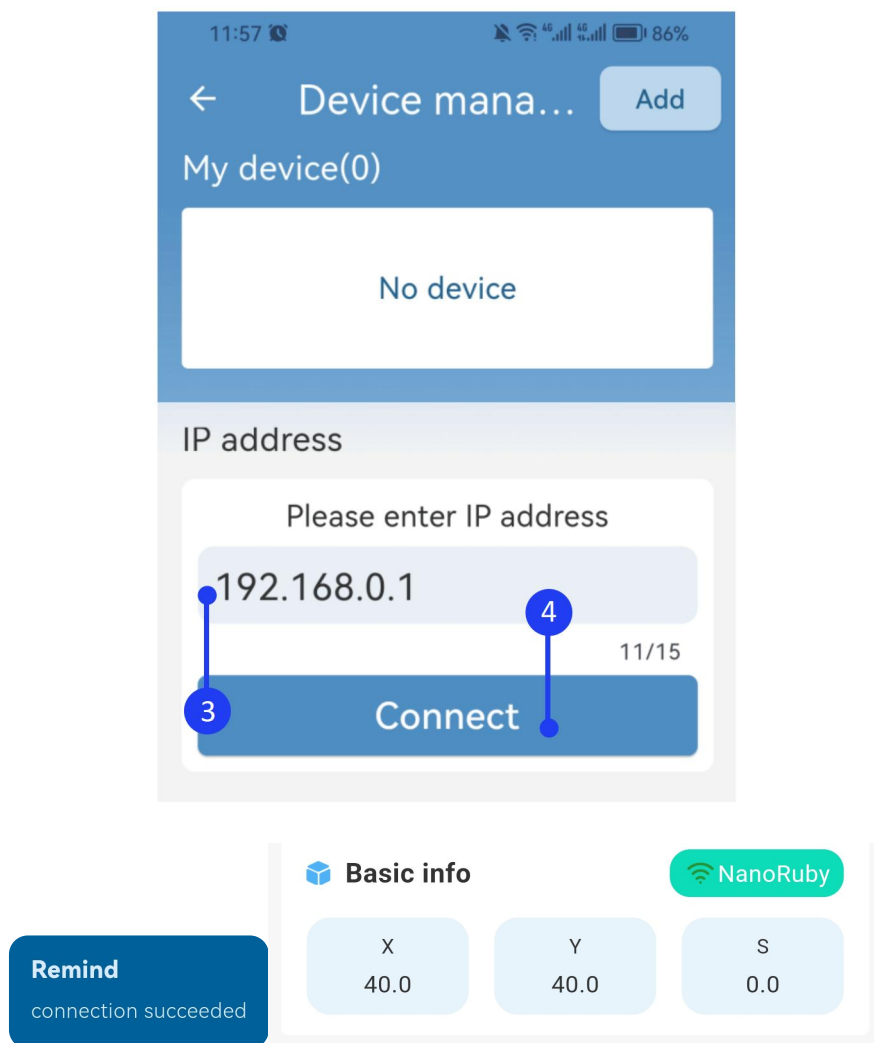 11:57 4G 4G 86%
Device mana... Add
My device(0)
No device
IP address
Please enter IP address
192.168.0.1
4
11/15
3 Connect
Basic info NanoRuby
X Y S
40.0 40.0 0.0
Remind
connection succeeded